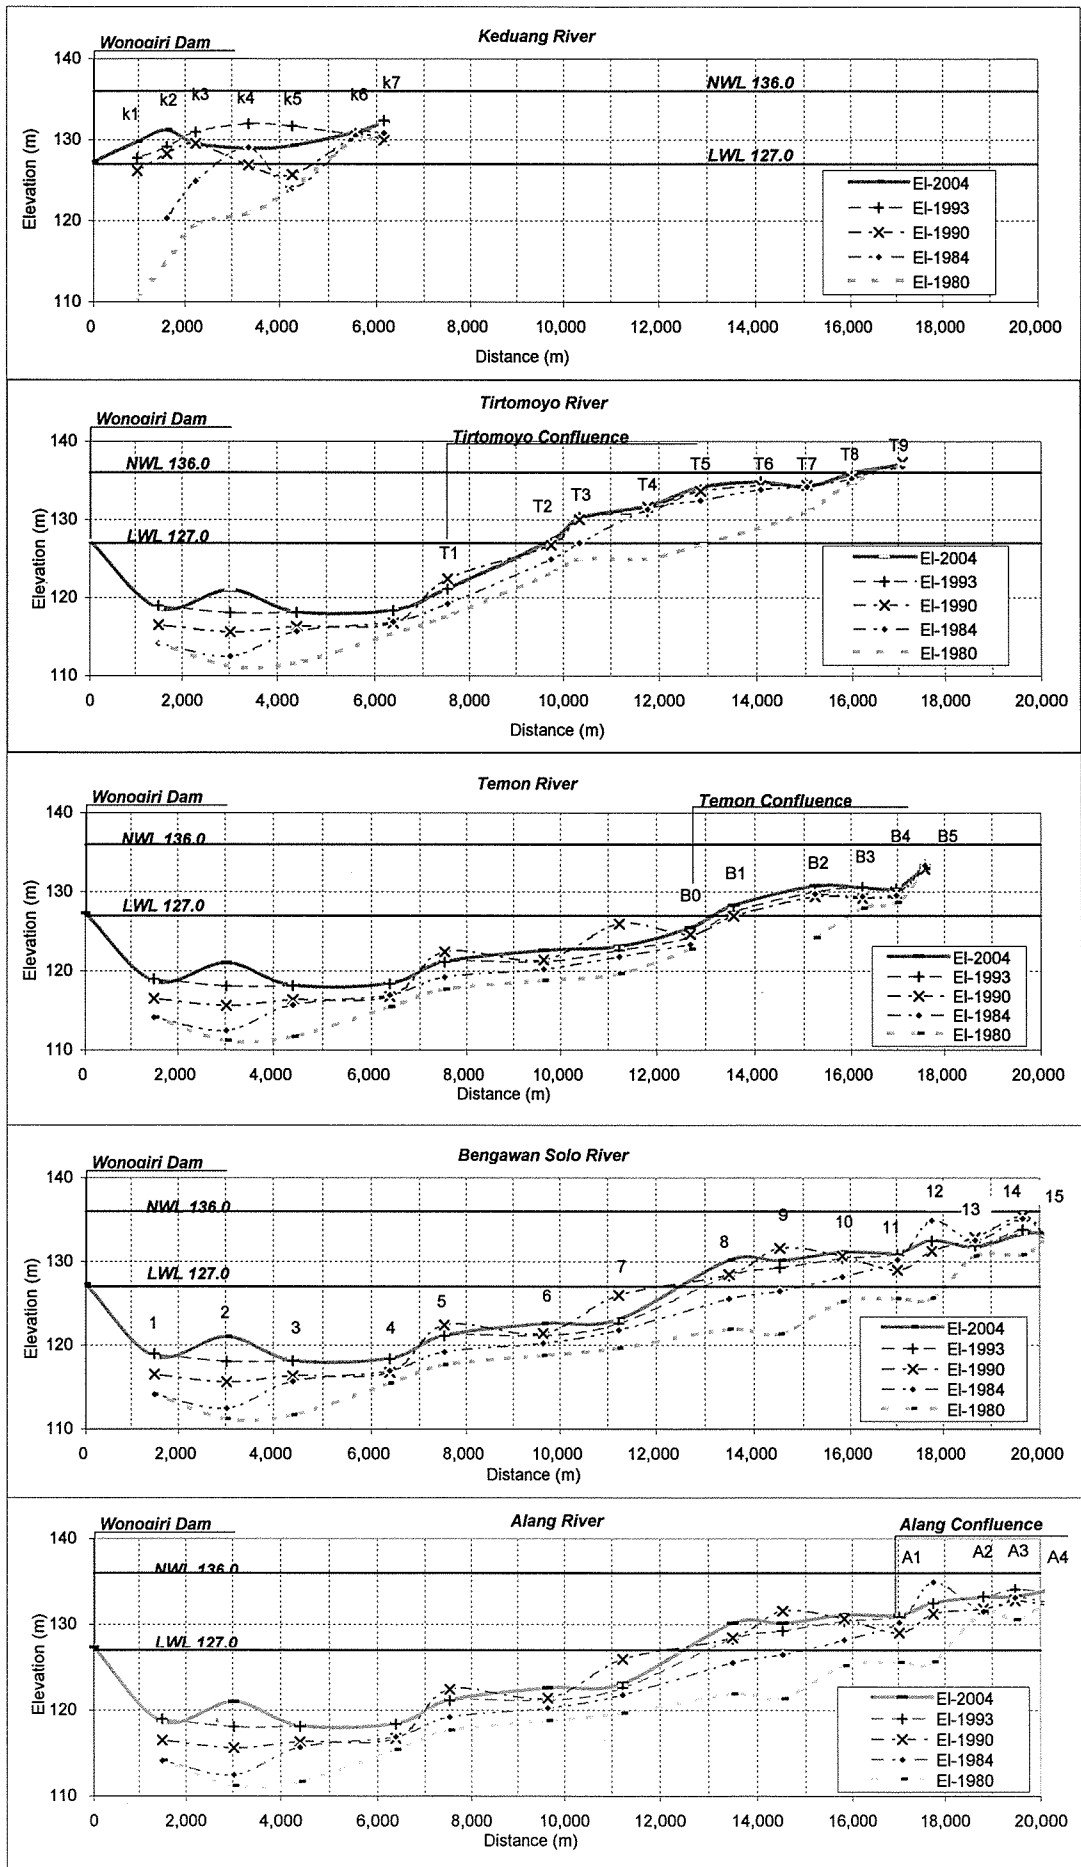 Wonogiri Dam
Keduang River
140
k7
k6
k5
k4
k3
k2
k1
NWL 136.0
130
LWL 127.0
120
110
Elevation (m)
El-2004
El-1993
El-1990
El-1984
El-1980
0 2,000 4,000 6,000 8,000 10,000 12,000 14,000 16,000 18,000 20,000
Distance (m)
Tirtomoyo River
Wonogiri Dam
Tirtomoyo Confluence
140
NWL 136.0
T1 T2 T3 T4 T5 T6 T7 T8 T9
130
LWL 127.0
120
110
Elevation (m)
El-2004
El-1993
El-1990
El-1984
El-1980
0 2,000 4,000 6,000 8,000 10,000 12,000 14,000 16,000 18,000 20,000
Distance (m)
Temon River
Wonogiri Dam
Temon Confluence
140
NWL 136.0
B0 B1 B2 B3 B4 B5
130
LWL 127.0
120
110
Elevation (m)
El-2004
El-1993
El-1990
El-1984
El-1980
0 2,000 4,000 6,000 8,000 10,000 12,000 14,000 16,000 18,000 20,000
Distance (m)
Bengawan Solo River
Wonogiri Dam
140
NWL 136.0
1 2 3 4 5 6 7 8 9 10 11 12 13 14 15
130
LWL 127.0
120
110
Elevation (m)
El-2004
El-1993
El-1990
El-1984
El-1980
0 2,000 4,000 6,000 8,000 10,000 12,000 14,000 16,000 18,000 20,000
Distance (m)
Alang River
Wonogiri Dam
Alang Confluence
140
NWL 136.0
A1 A2 A3 A4
130
LWL 127.0
120
110
Elevation (m)
El-2004
El-1993
El-1990
El-1984
El-1980
0 2,000 4,000 6,000 8,000 10,000 12,000 14,000 16,000 18,000 20,000
Distance (m)